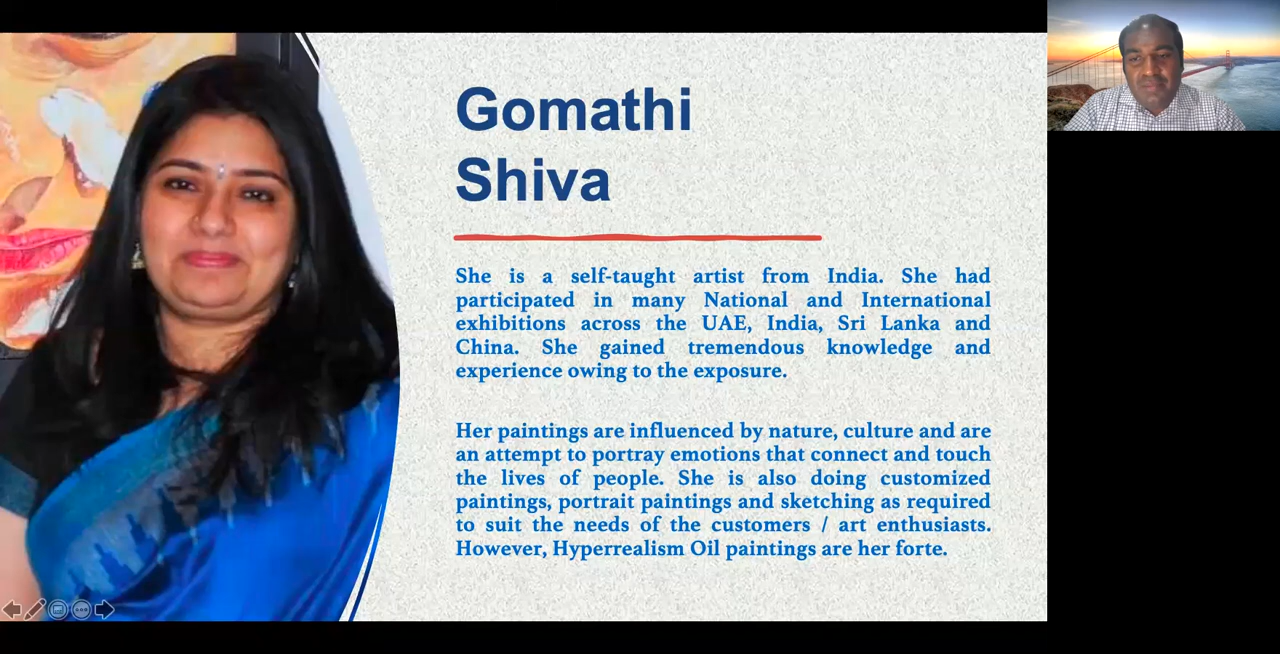 Gomathi
Shiva
She is a self-taught artist from India. She had
participated in many National and International
exhibitions across the UAE, India, Sri Lanka and
China. She gained tremendous knowledge and
experience owing to the exposure.
Her paintings are influenced by nature, culture and are
an attempt to portray emotions that connect and touch
the lives of people. She is also doing customized
paintings, portrait paintings and sketching as required
to suit the needs of the customers / art enthusiasts.
However, Hyperrealism Oil paintings are her forte.